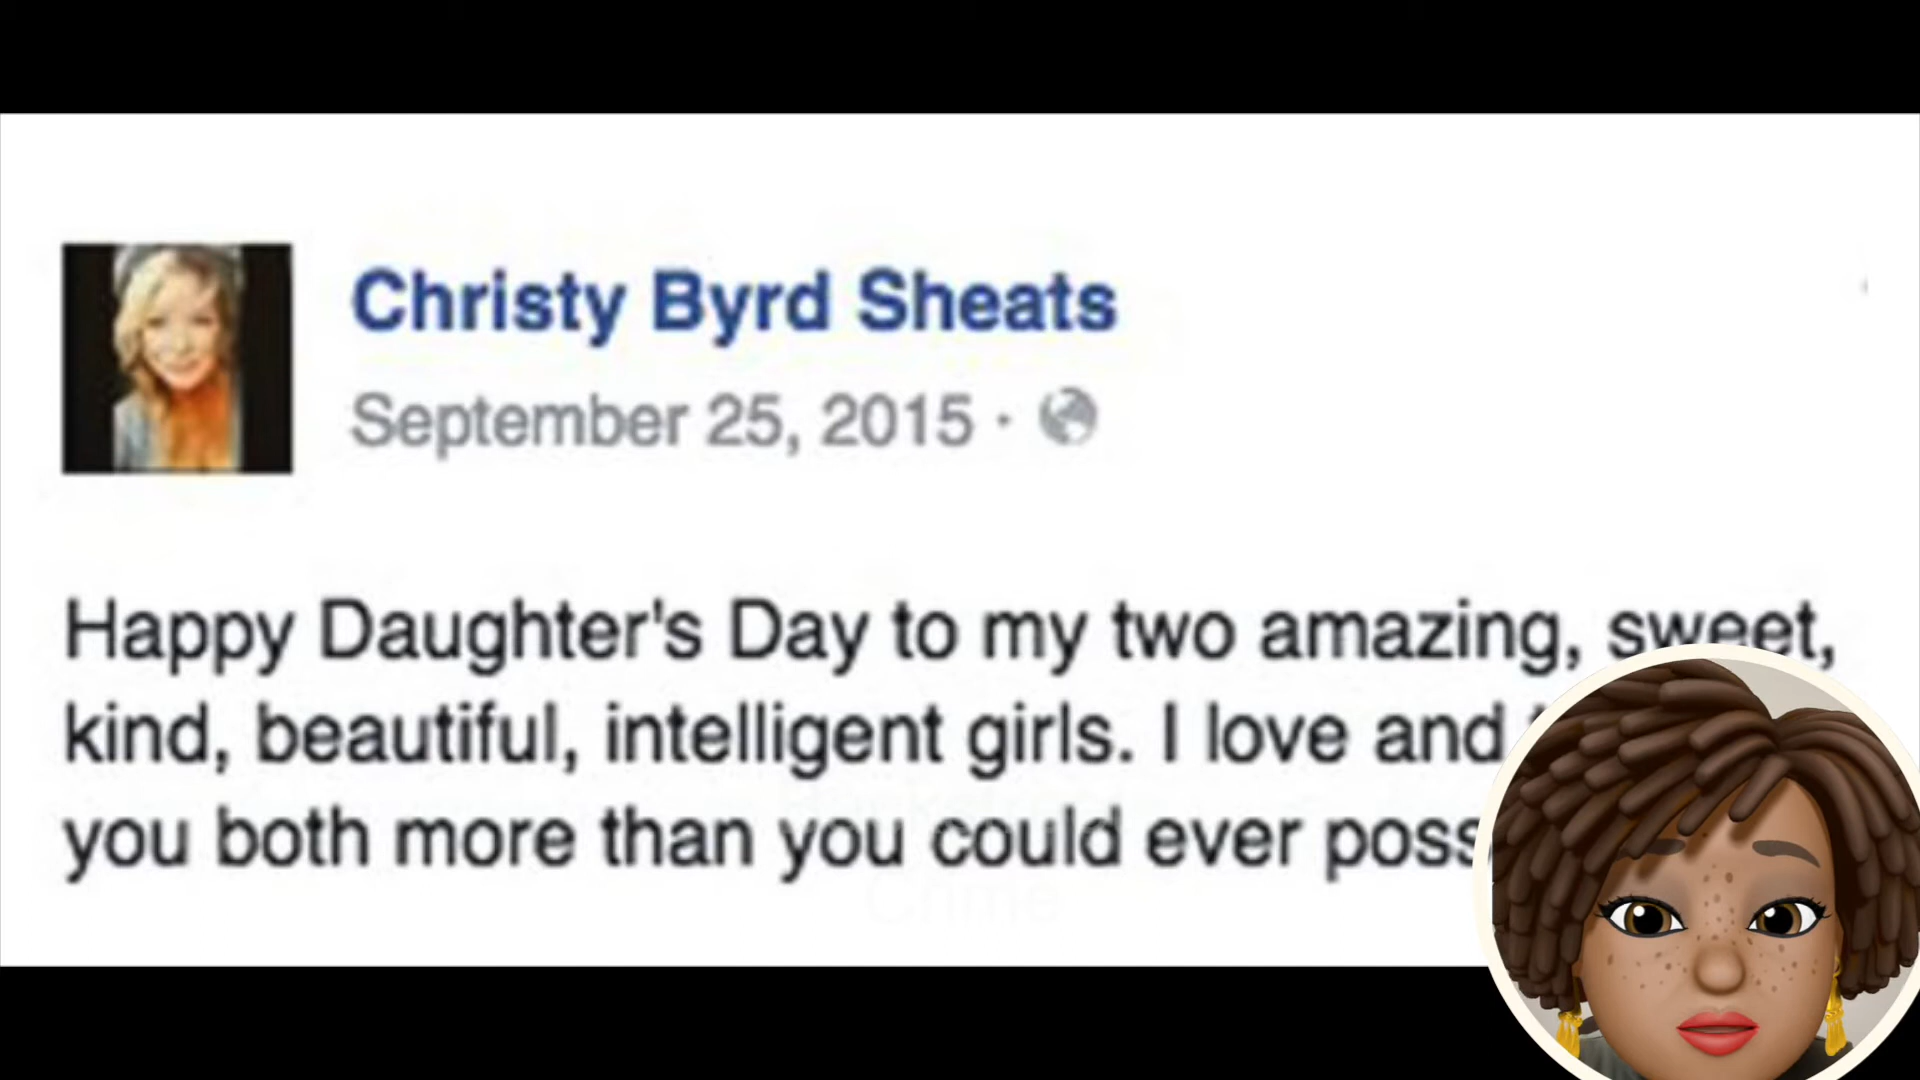 Christy Byrd Sheats
September 25, 2015 ·
Happy Daughter's Day to my two amazing, sweet,
kind, beautiful, intelligent girls. I love and
you both more than you could ever
Crime